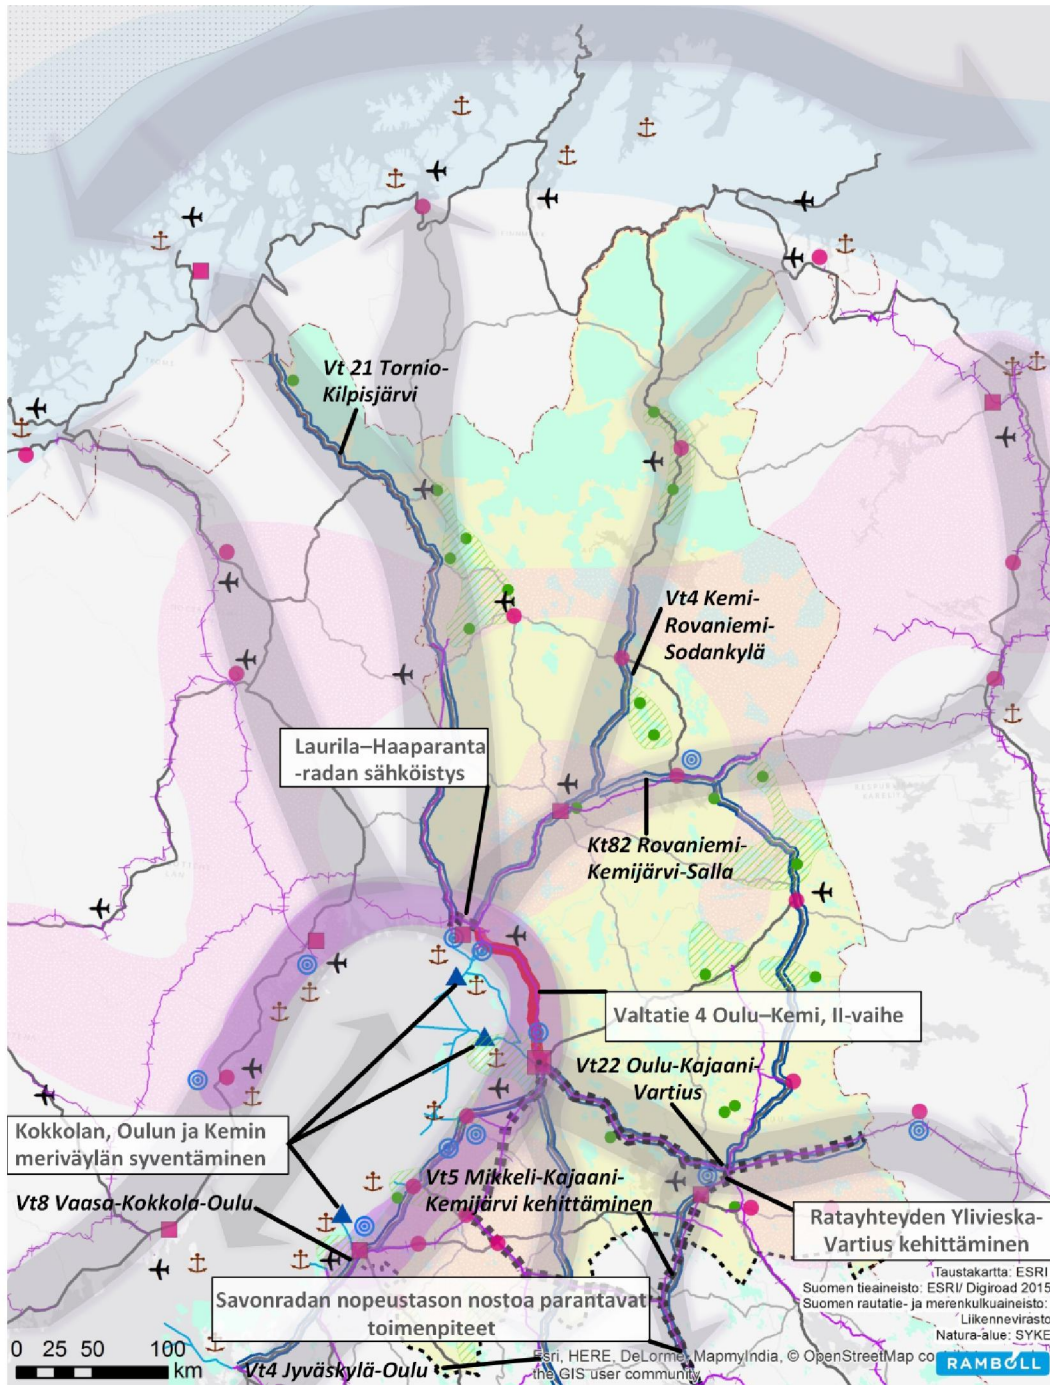 Vt 21 Tornio-
Kilpisjärvi
Vt4 Kemi-
Rovaniemi-
Sodankylä
Laurila–Haaparanta
-radan sähköistys
Kt82 Rovaniemi-
Kemijärvi-Salla
Valtatie 4 Oulu–Kemi, II-vaihe
Vt22 Oulu-Kajaani-
Vartius
Kokkolan, Oulun ja Kemin
meriväylän syventäminen
Vt8 Vaasa-Kokkola-Oulu
Vt5 Mikkeli-Kajaani-
Kemijärvi kehittäminen
Ratayhteyden Ylivieska-
Vartius kehittäminen
Savonradan nopeustason nostoa parantavat
toimenpiteet
Taustakartta: ESRI
Suomen tieaineisto: ESRI/ Digiroad 2015
Suomen rautatie- ja merenkulkuaineisto:
Liikennevirasto
Natura-alue: SYKE
0 25 50 100
km
Vt4 Jyväskylä-Oulu
Esri, HERE, DeLorme, MapmyIndia, © OpenStreetMap
the GIS user community
RAMBOLL